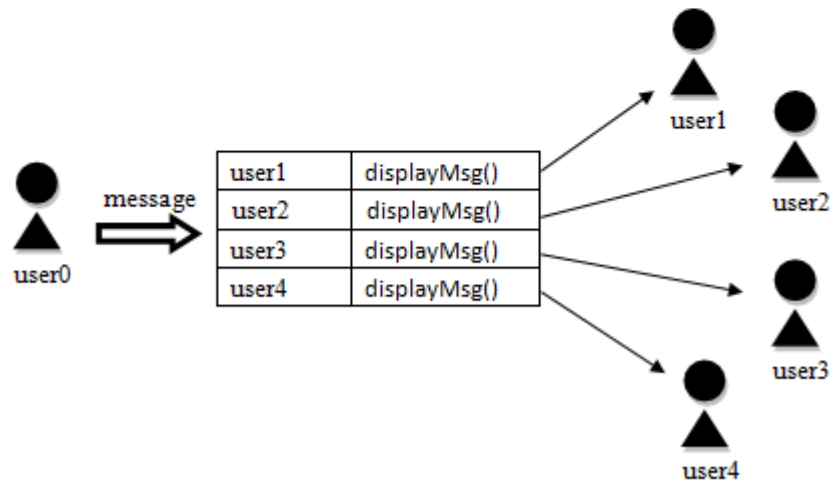 message
user0
user1 displayMsg()
user2 displayMsg()
user3 displayMsg()
user4 displayMsg()
user1
user2
user3
user4